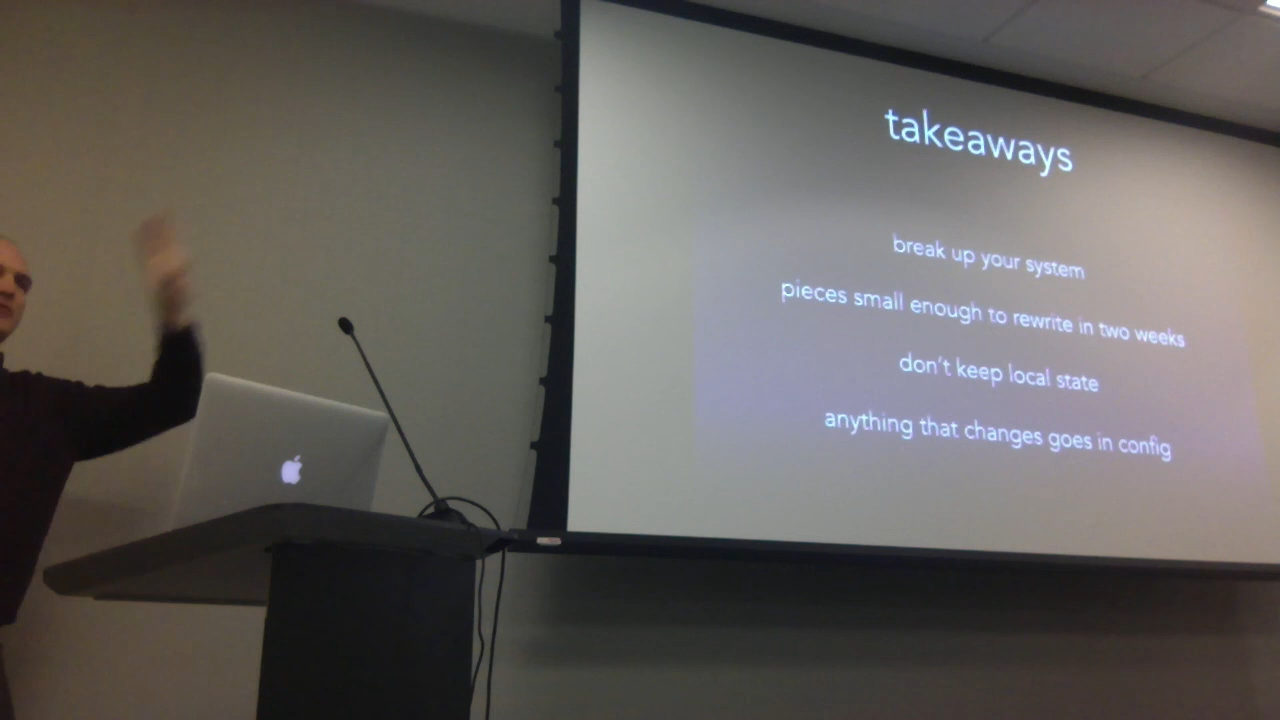 takeaways
break up your system
pieces small enough to rewrite in two weeks
don't keep local state
anything that changes goes in config